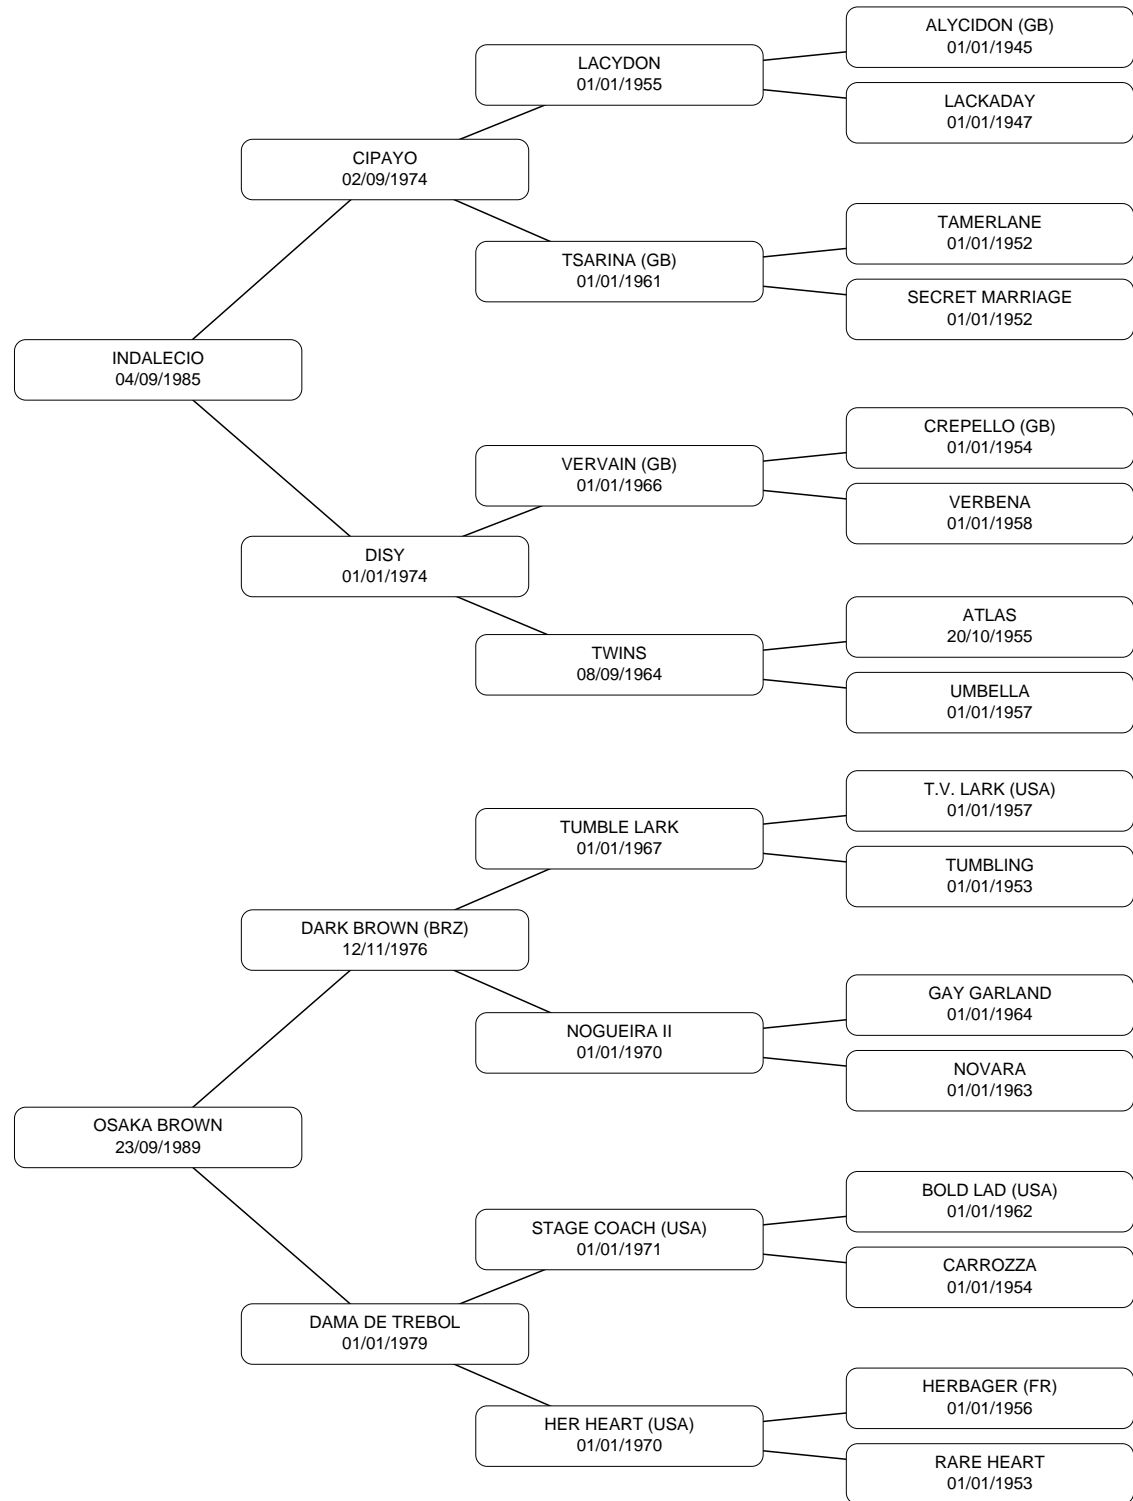 ALYCIDON (GB)
01/01/1945
LACYDON
01/01/1955
LACKADAY
01/01/1947
CIPAYO
02/09/1974
TAMERLANE
01/01/1952
TSARINA (GB)
01/01/1961
SECRET MARRIAGE
01/01/1952
INDALECIO
04/09/1985
CREPELLO (GB)
01/01/1954
VERVAIN (GB)
01/01/1966
VERBENA
01/01/1958
DISY
01/01/1974
ATLAS
20/10/1955
TWINS
08/09/1964
UMBELLA
01/01/1957
T.V. LARK (USA)
01/01/1957
TUMBLE LARK
01/01/1967
TUMBLING
01/01/1953
DARK BROWN (BRZ)
12/11/1976
GAY GARLAND
01/01/1964
NOGUEIRA II
01/01/1970
NOVARA
01/01/1963
OSAKA BROWN
23/09/1989
BOLD LAD (USA)
01/01/1962
STAGE COACH (USA)
01/01/1971
CARROZZA
01/01/1954
DAMA DE TREBOL
01/01/1979
HERBAGER (FR)
01/01/1956
HER HEART (USA)
01/01/1970
RARE HEART
01/01/1953